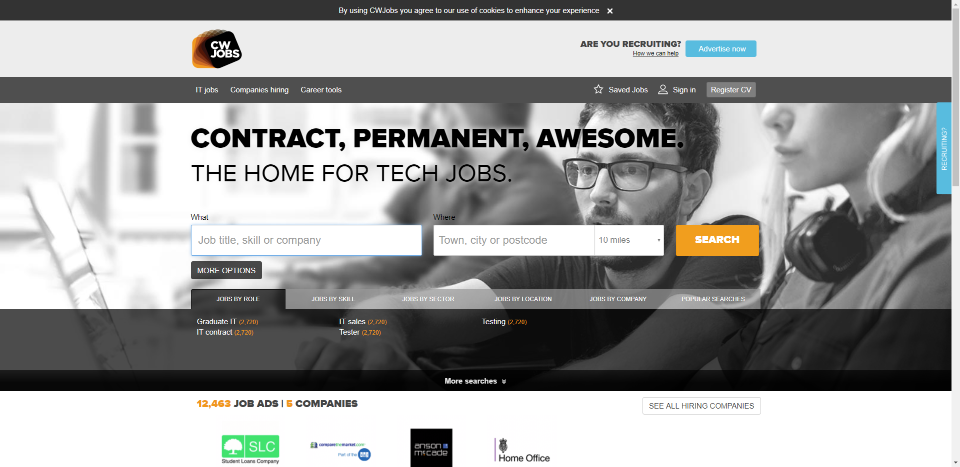 By using CWJobs you agree to our use of cookies to enhance your experience ×
CW
JOBS
ARE YOU RECRUITING?
How we can help
Advertise now
IT jobs Companies hiring Career tools
Saved Jobs Sign in Register CV
RECRUITING?
CONTRACT, PERMANENT, AWESOME.
THE HOME FOR TECH JOBS.
What Where
Job title, skill or company Town, city or postcode 10 miles SEARCH
MORE OPTIONS
JOBS BY ROLE JOBS BY SKILL JOBS BY SECTOR JOBS BY LOCATION JOBS BY COMPANY POPULAR SEARCHES
Graduate IT (2,720) IT sales (2,720) Testing (2,720)
IT contract (2,720) Tester (2,720)
More searches
12,463 JOB ADS | 5 COMPANIES
SEE ALL HIRING COMPANIES
SLC
Student Loans Company
comparethemarket.com
Part of the
anson
mccade
Home Office